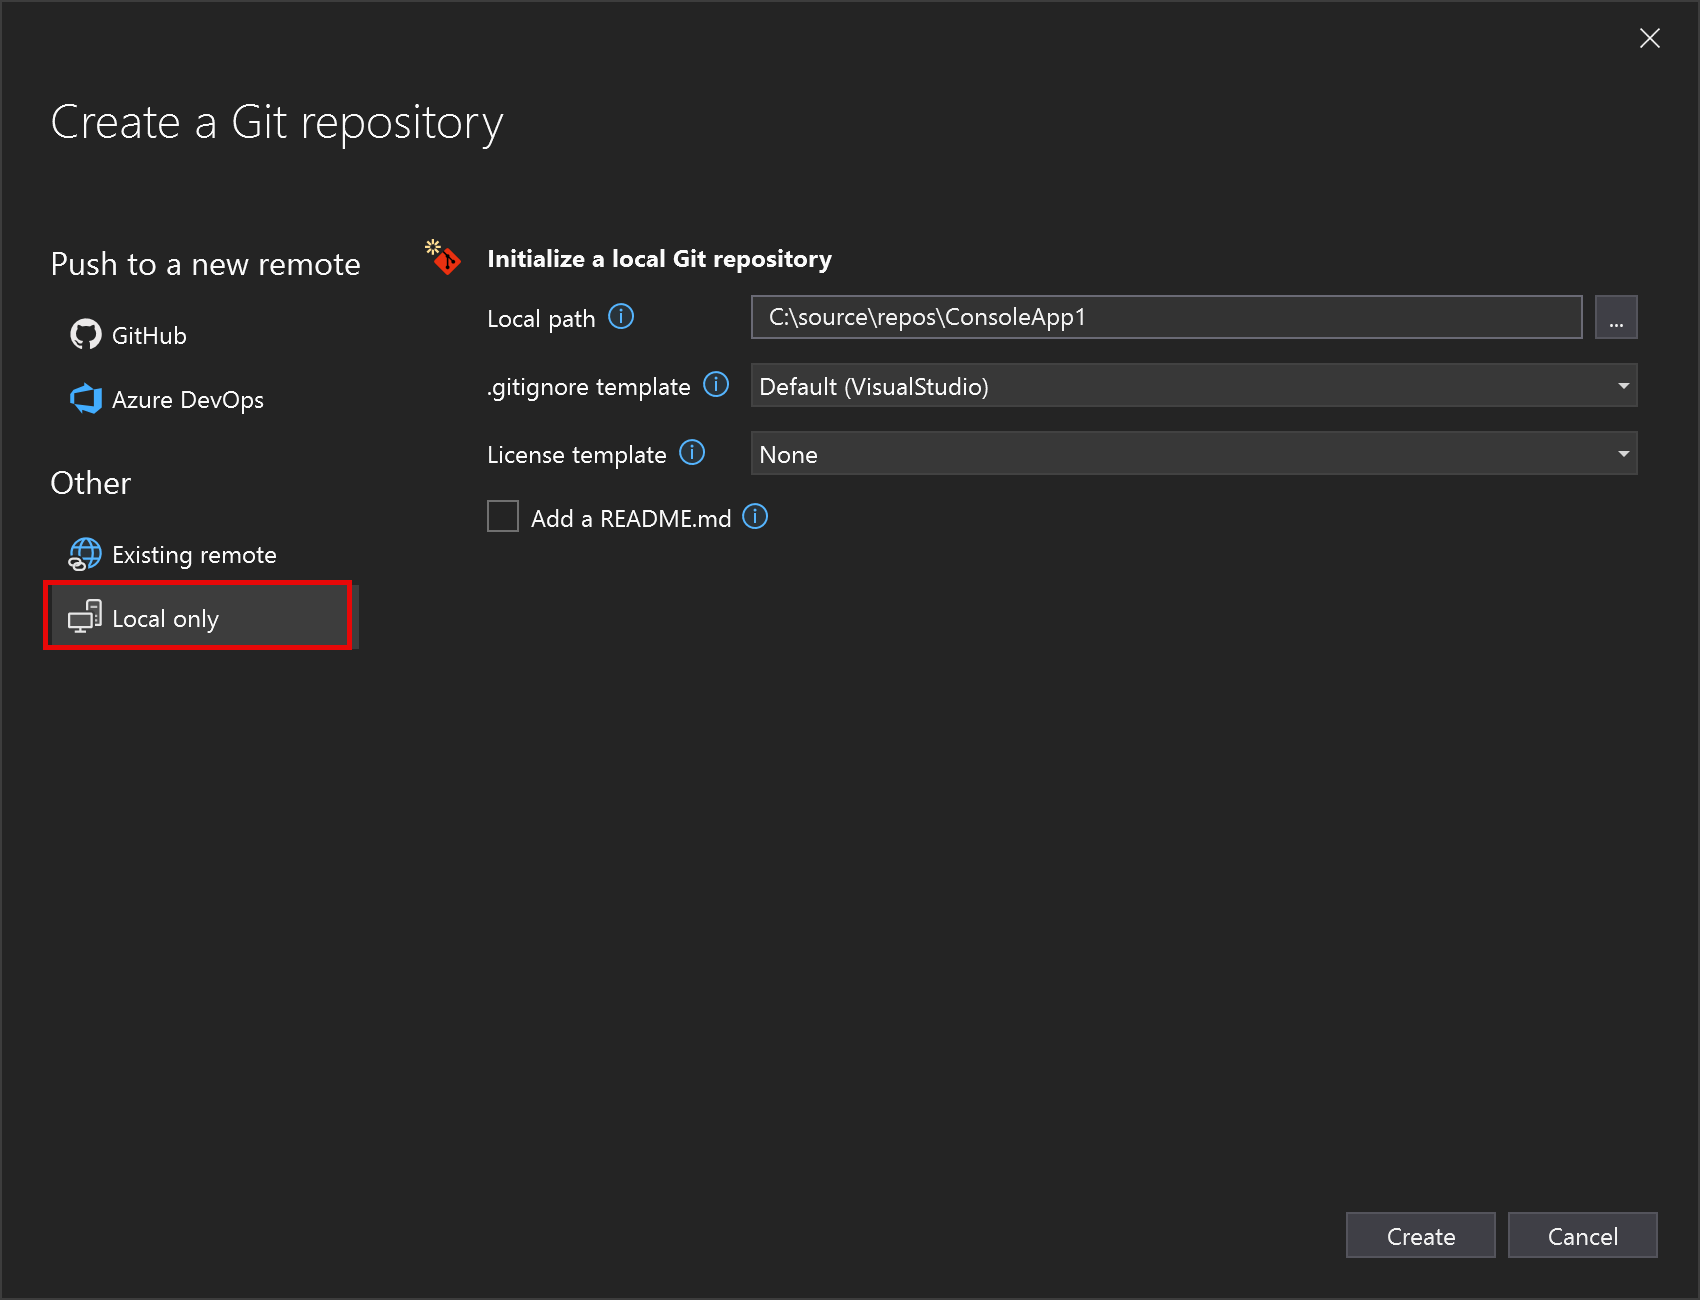 Create a Git repository
Push to a new remote
GitHub
Azure DevOps
Other
Existing remote
Local only
Initialize a local Git repository
Local path C:\source\repos\ConsoleApp1 ...
.gitignore template Default (VisualStudio)
License template None
Add a README.md
Create Cancel